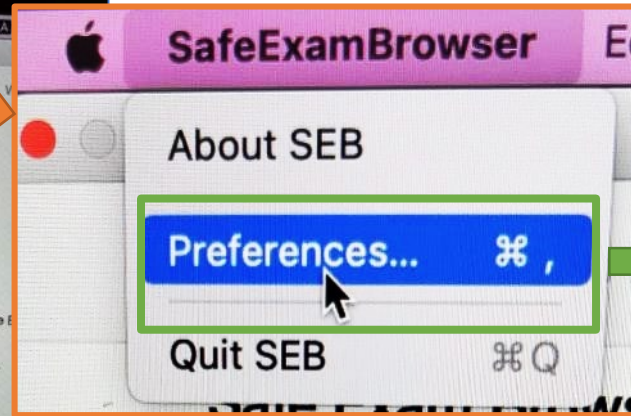 SafeExamBrowser
About SEB
Preferences... ⌘ ,
Quit SEB ⌘ Q